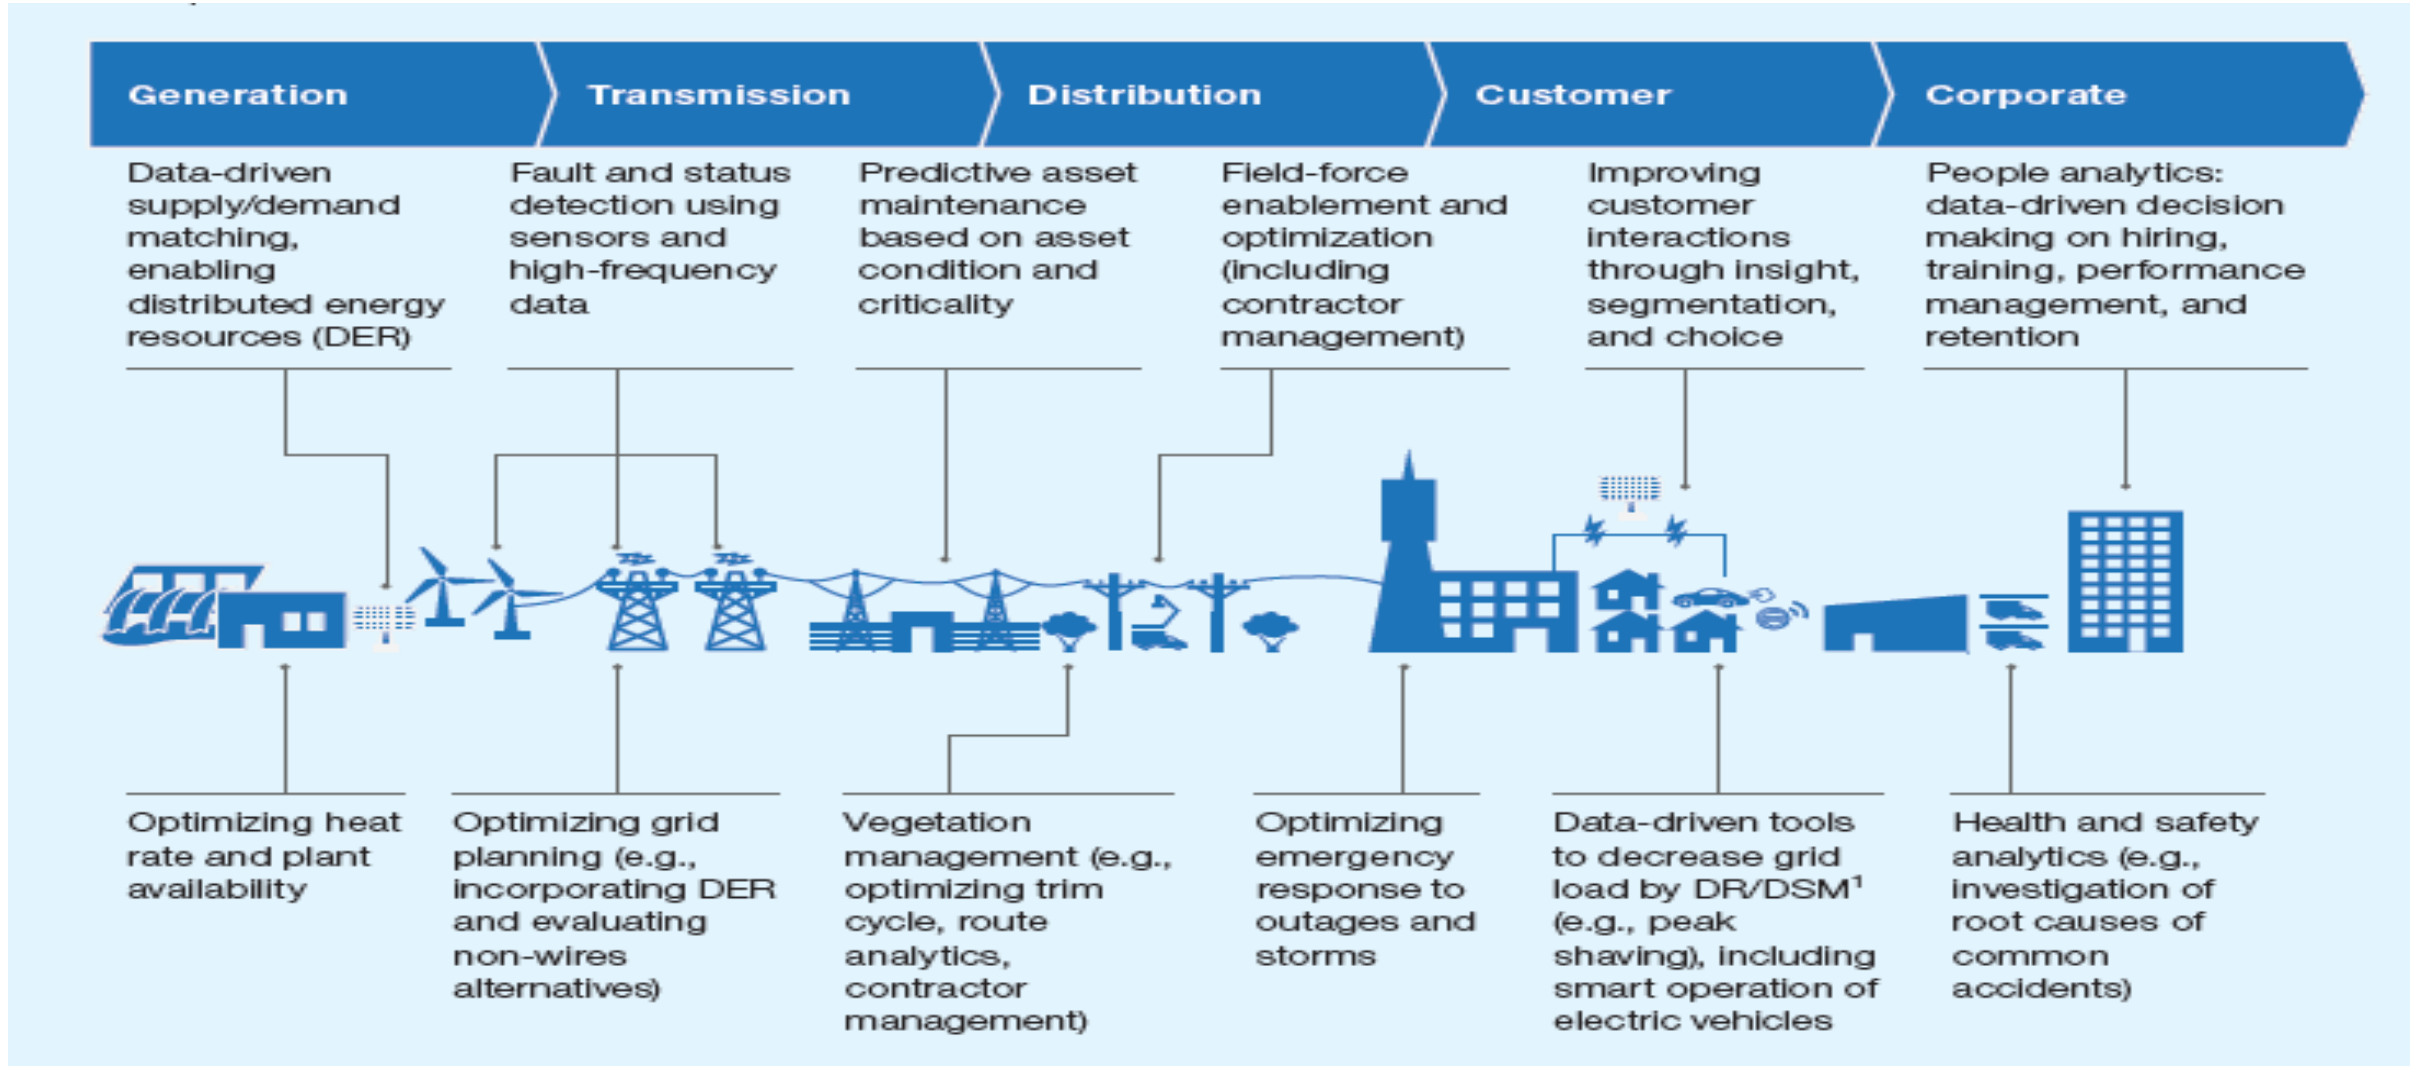 Generation
Transmission
Distribution
Customer
Corporate
Data-driven
supply/demand
matching,
enabling
distributed energy
resources (DER)
Fault and status
detection using
sensors and
high-frequency
data
Predictive asset
maintenance
based on asset
condition and
criticality
Field-force
enablement and
optimization
(including
contractor
management)
Improving
customer
interactions
through insight,
segmentation,
and choice
People analytics:
data-driven decision
making on hiring,
training, performance
management, and
retention
Optimizing heat
rate and plant
availability
Optimizing grid
planning (e.g.,
incorporating DER
and evaluating
non-wires
alternatives)
Vegetation
management (e.g.,
optimizing trim
cycle, route
analytics,
contractor
management)
Optimizing
emergency
response to
outages and
storms
Data-driven tools
to decrease grid
load by DR/DSM¹
(e.g., peak
shaving), including
smart operation of
electric vehicles
Health and safety
analytics (e.g.,
investigation of
root causes of
common
accidents)